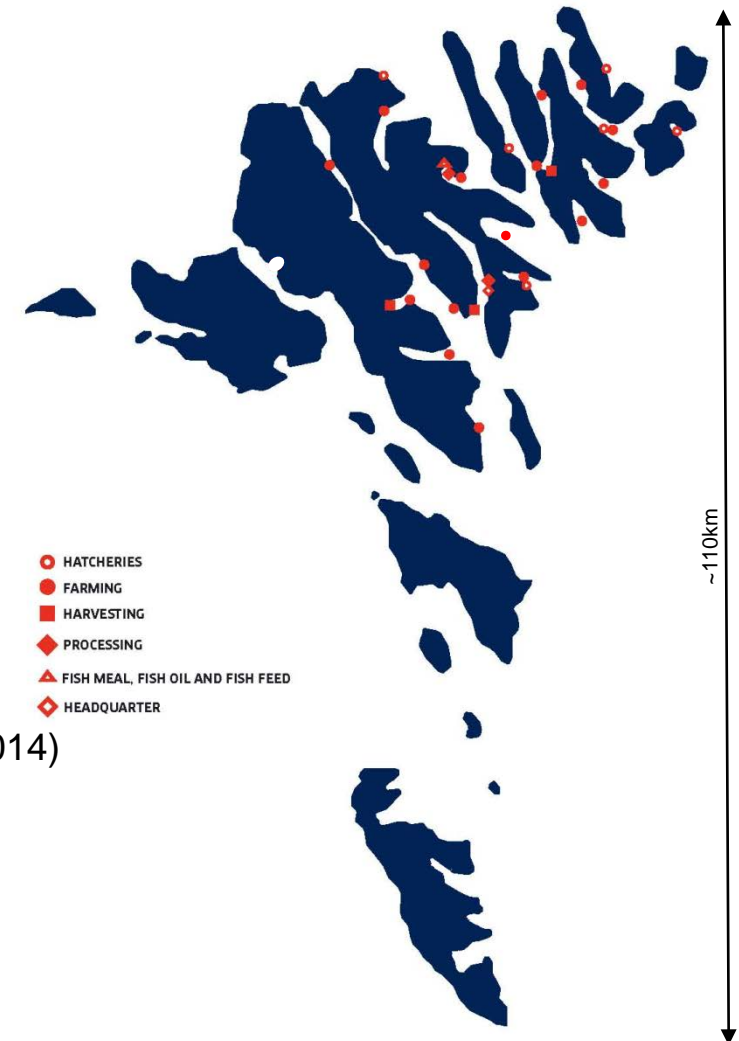 ~110km
HATCHERIES
FARMING
HARVESTING
PROCESSING
FISH MEAL, FISH OIL AND FISH FEED
HEADQUARTER
014)